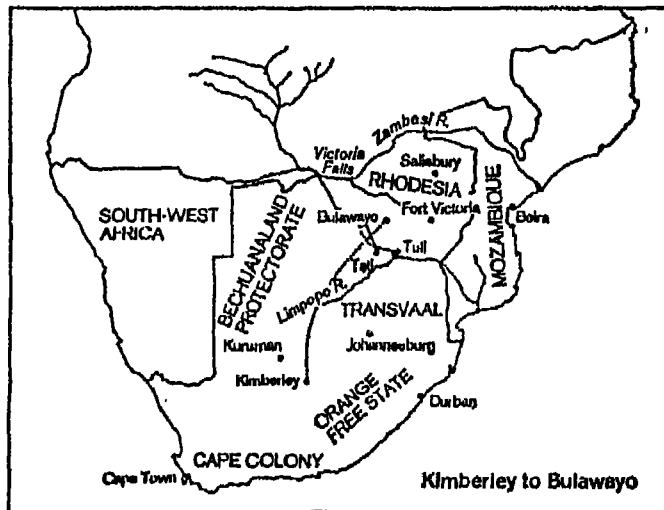 Zambesi R.
Victoria
Falls
Salisbury
RHODESIA
SOUTH-WEST
AFRICA
Bulawayo
Fort Victoria
Beira
MOZAMBIQUE
BECHUANALAND
PROTECTORATE
Tuli
Tati
Limpopo R.
TRANSVAAL
Kuruman
Johannesburg
Kimberley
ORANGE
FREE STATE
Durban
CAPE COLONY
Cape Town
Kimberley to Bulawayo